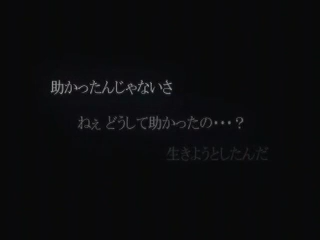 助かったんじゃないさ
ねぇ どうして助かったの・・・？
生きようとしたんだ